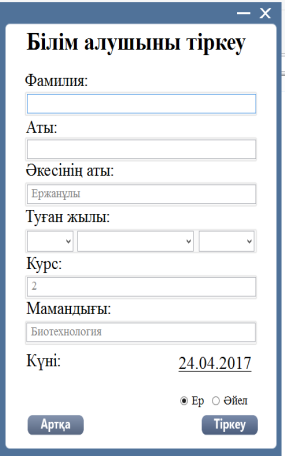 Білім алушыны тіркеу
Фамилия:
Аты:
Әкесінің аты:
Ержанұлы
Туған жылы:
Курс:
2
Мамандығы:
Биотехнология
Күні: 24.04.2017
Ер Әйел
Артқа Тіркеу